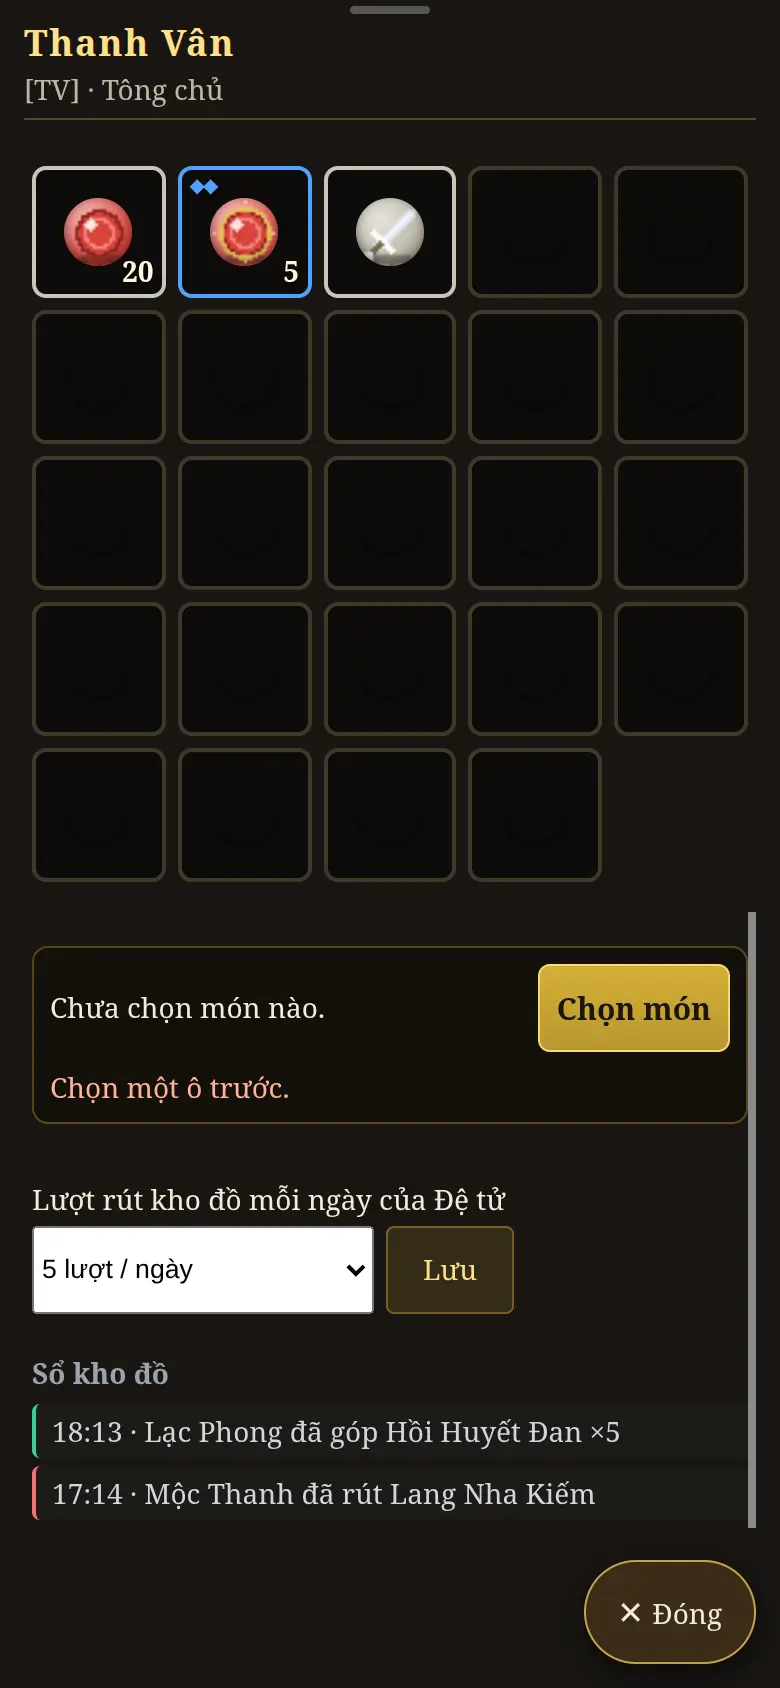 Thanh Vân
[TV] · Tông chủ
20
5
Chưa chọn món nào.
Chọn món
Chọn một ô trước.
Lượt rút kho đồ mỗi ngày của Đệ tử
5 lượt / ngày
Lưu
Sổ kho đồ
18:13 · Lạc Phong đã góp Hồi Huyết Đan ×5
17:14 · Mộc Thanh đã rút Lang Nha Kiếm
✕ Đóng